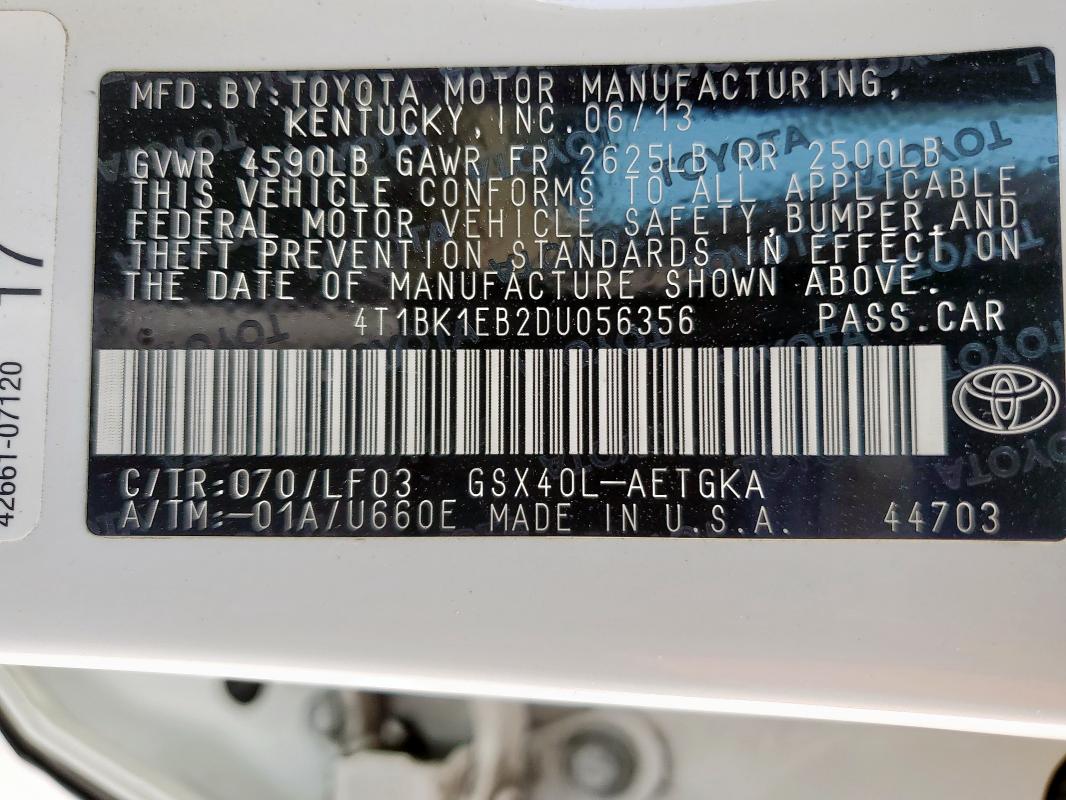 MFD.BY:TOYOTA MOTOR MANUFACTURING,
KENTUCKY,INC.06/13
GVWR 4590LB GAWR FR 2625LB RR 2500LB
THIS VEHICLE CONFORMS TO ALL APPLICABLE
FEDERAL MOTOR VEHICLE SAFETY,BUMPER,AND
THEFT PREVENTION STANDARDS IN EFFECT ON
THE DATE OF MANUFACTURE SHOWN ABOVE.
4T1BK1EB2DU056356 PASS.CAR
C/TR:070/LF03 GSX40L-AETGKA
A/TM:-01A/U660E MADE IN U.S.A. 44703
42661-07120
17
TOYOTA